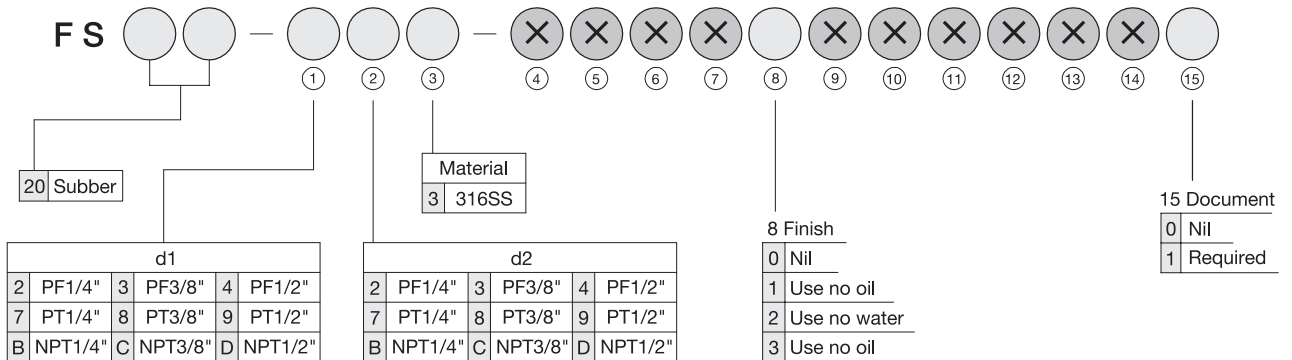 FS — — × × × × × × × × × ×
① ② ③ ④ ⑤ ⑥ ⑦ ⑧ ⑨ ⑩ ⑪ ⑫ ⑬ ⑭ ⑮
20 Subber
Material
3 316SS
d1
2 PF1/4" 3 PF3/8" 4 PF1/2"
7 PT1/4" 8 PT3/8" 9 PT1/2"
B NPT1/4" C NPT3/8" D NPT1/2"
d2
2 PF1/4" 3 PF3/8" 4 PF1/2"
7 PT1/4" 8 PT3/8" 9 PT1/2"
B NPT1/4" C NPT3/8" D NPT1/2"
8 Finish
0 Nil
1 Use no oil
2 Use no water
3 Use no oil
15 Document
0 Nil
1 Required